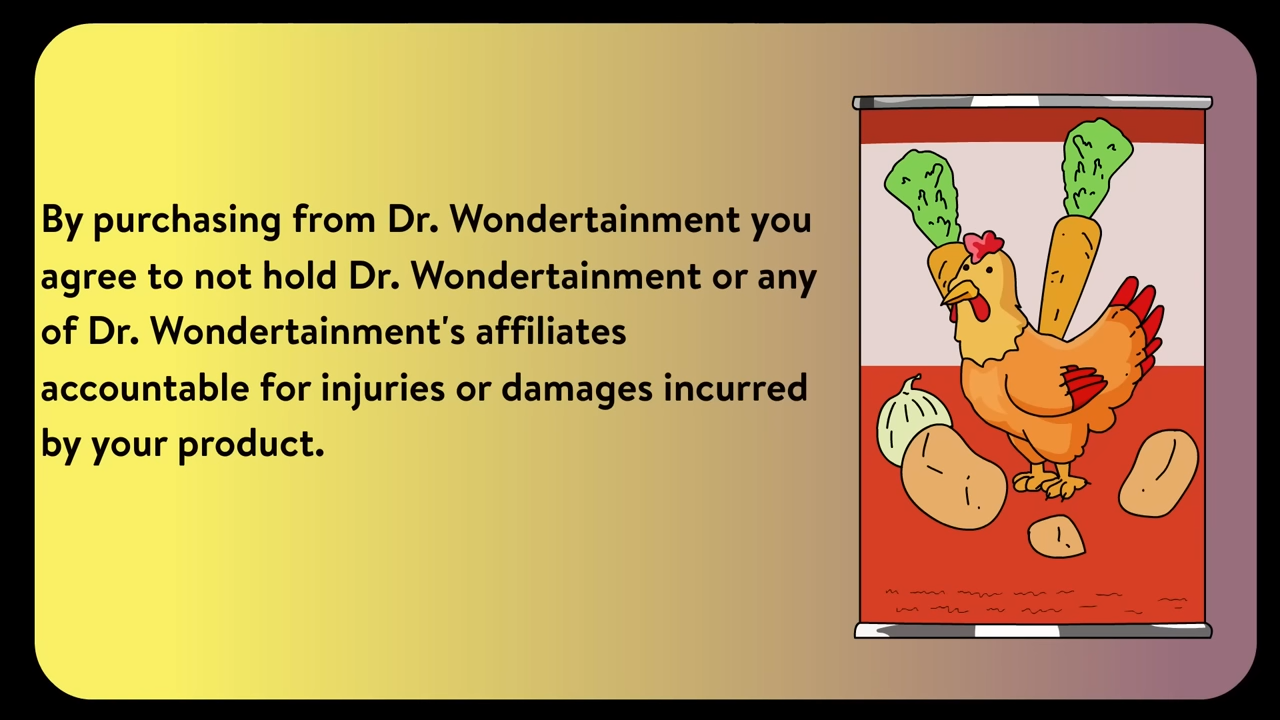 By purchasing from Dr. Wondertainment you
agree to not hold Dr. Wondertainment or any
of Dr. Wondertainment's affiliates
accountable for injuries or damages incurred
by your product.